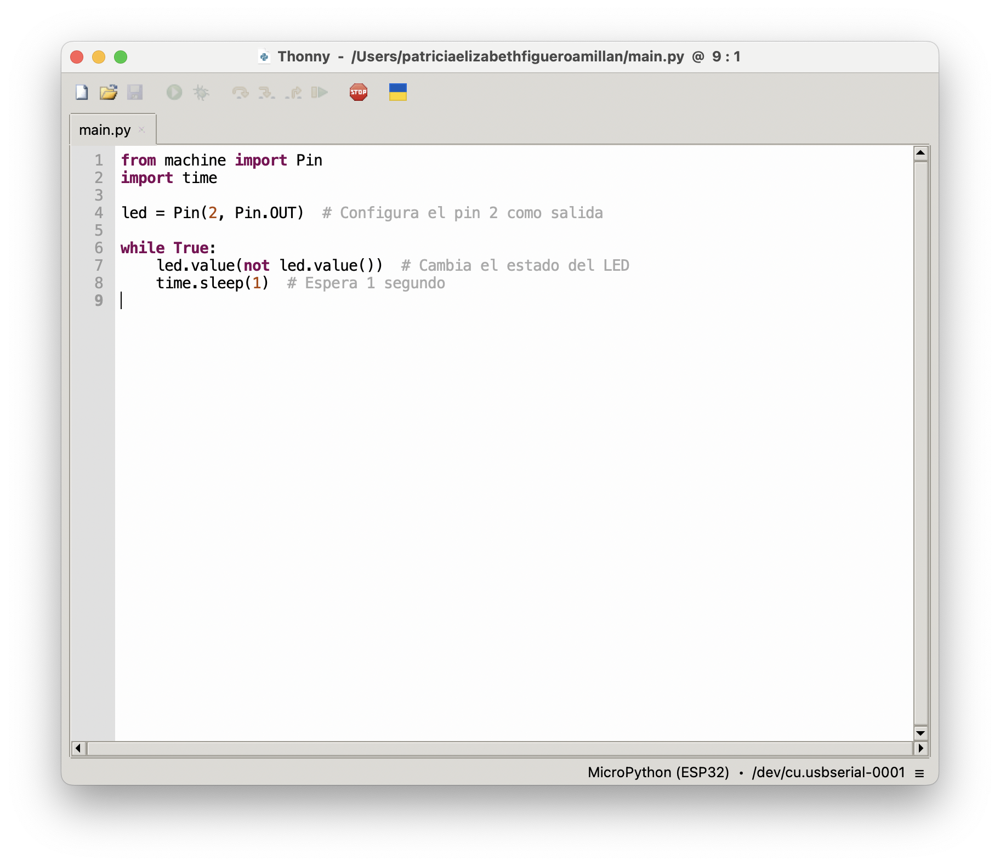 Thonny - /Users/patriciaelizabethfigueroamillan/main.py @ 9 : 1
STOP
main.py
1 from machine import Pin
2 import time
3
4 led = Pin(2, Pin.OUT)  # Configura el pin 2 como salida
5
6 while True:
7     led.value(not led.value())  # Cambia el estado del LED
8     time.sleep(1)  # Espera 1 segundo
9
MicroPython (ESP32) • /dev/cu.usbserial-0001 ≡